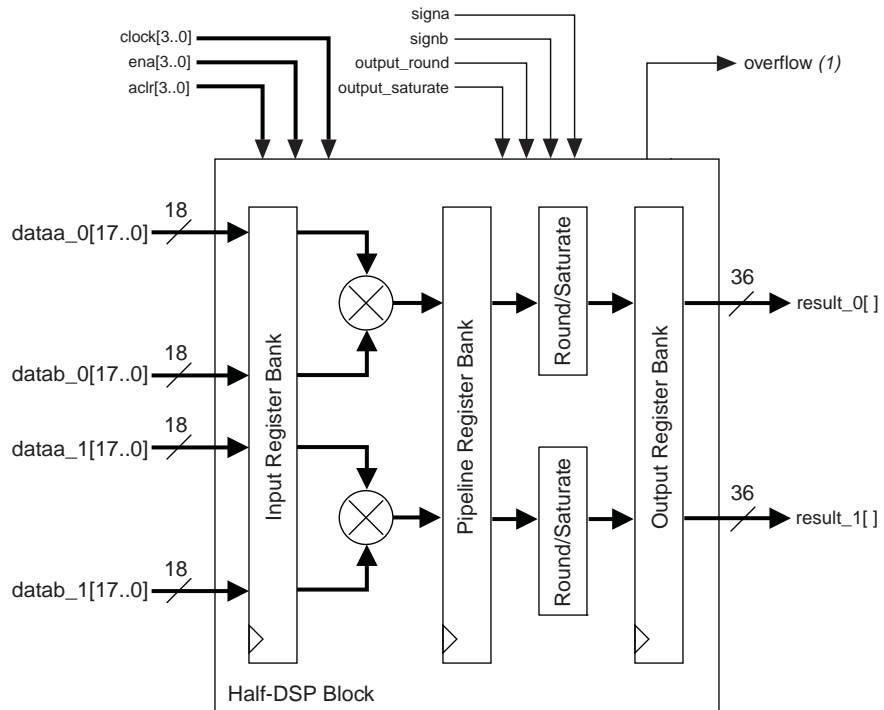 signa
clock[3..0]
signb
ena[3..0]
output_round
overflow (1)
aclr[3..0]
output_saturate
18
dataa_0[17..0]
Input Register Bank
Pipeline Register Bank
Round/Saturate
Output Register Bank
36
result_0[ ]
18
datab_0[17..0]
18
dataa_1[17..0]
Round/Saturate
36
result_1[ ]
18
datab_1[17..0]
Half-DSP Block